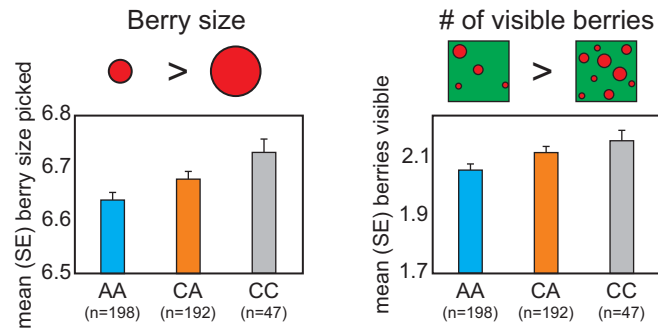 Berry size
>
mean (SE) berry size picked
6.8
6.7
6.6
6.5
AA
CA
CC
(n=198)
(n=192)
(n=47)
# of visible berries
>
mean (SE) berries visible
2.1
1.9
1.7
AA
CA
CC
(n=198)
(n=192)
(n=47)